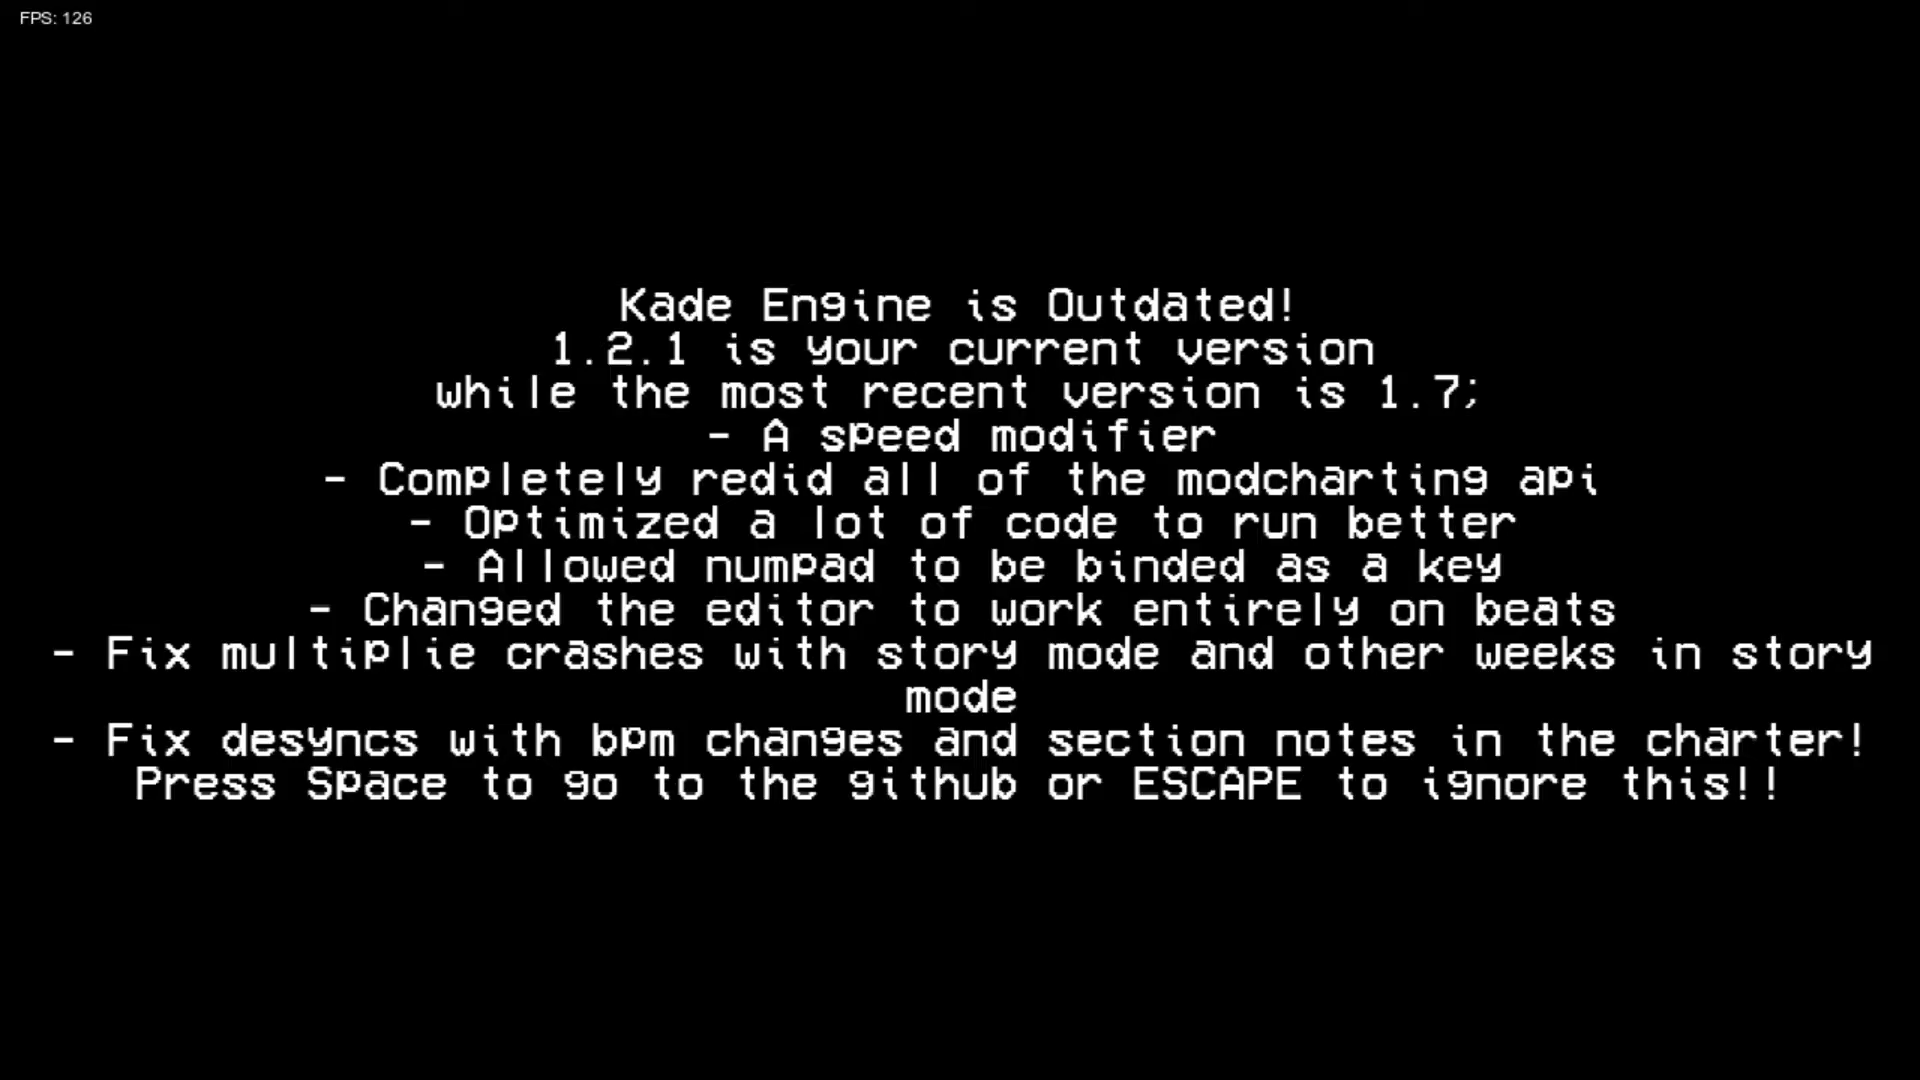 FPS: 126
Kade Engine is Outdated!
1.2.1 is your current version
while the most recent version is 1.7;
- A speed modifier
- Completely redid all of the modcharting api
- Optimized a lot of code to run better
- Allowed numpad to be binded as a key
- Changed the editor to work entirely on beats
- Fix multiplie crashes with story mode and other weeks in story
mode
- Fix desyncs with bpm changes and section notes in the charter!
Press Space to go to the github or ESCAPE to ignore this!!